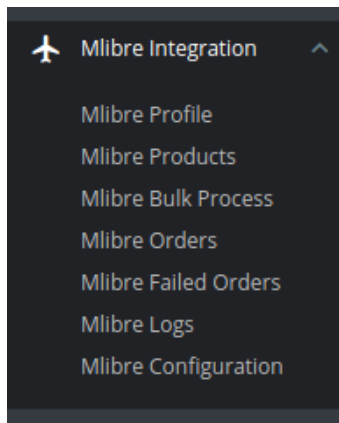 Mlibre Integration
Mlibre Profile
Mlibre Products
Mlibre Bulk Process
Mlibre Orders
Mlibre Failed Orders
Mlibre Logs
Mlibre Configuration